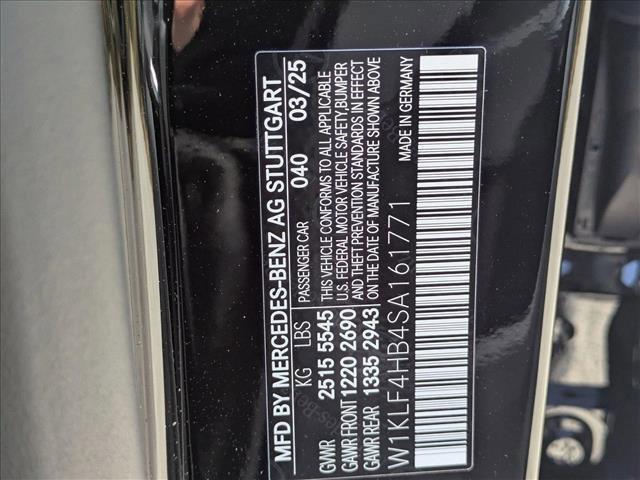 MFD BY MERCEDES-BENZ AG STUTTGART
KG LBS PASSENGER CAR 040 03/25
GVWR 2515 5545 THIS VEHICLE CONFORMS TO ALL APPLICABLE
U.S. FEDERAL MOTOR VEHICLE SAFETY, BUMPER
GAWR FRONT 1220 2690 AND THEFT PREVENTION STANDARDS IN EFFECT
GAWR REAR 1335 2943 ON THE DATE OF MANUFACTURE SHOWN ABOVE
W1KLF4HB4SA161771 MADE IN GERMANY